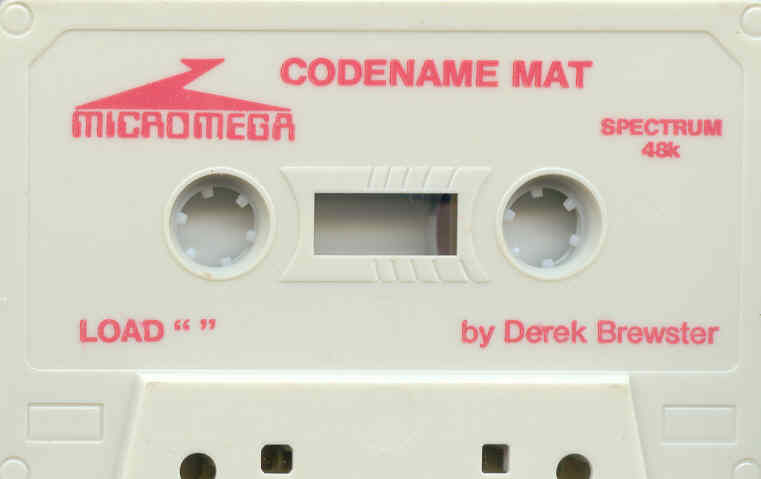 CODENAME MAT
MICROMEGA
SPECTRUM
48k
LOAD “ ”
by Derek Brewster